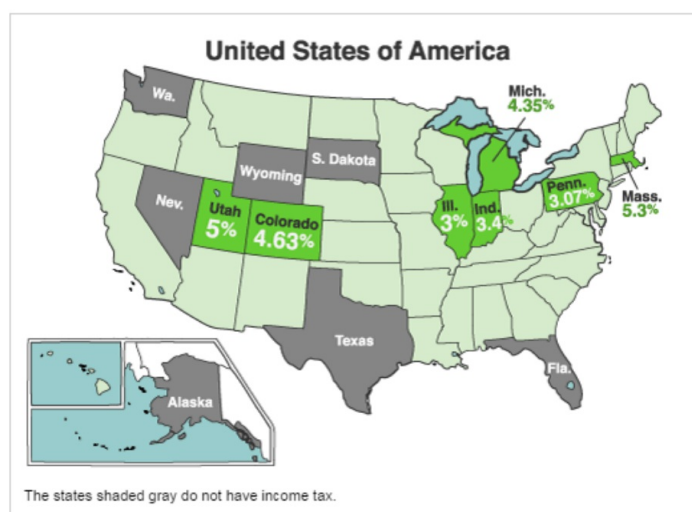 United States of America
Wa.
Mich.
4.35%
S. Dakota
Wyoming
Nev.
Utah
5%
Colorado
4.63%
Ill.
3%
Ind.
3.4%
Penn.
3.07%
Mass.
5.3%
Texas
Fla.
Alaska
The states shaded gray do not have income tax.